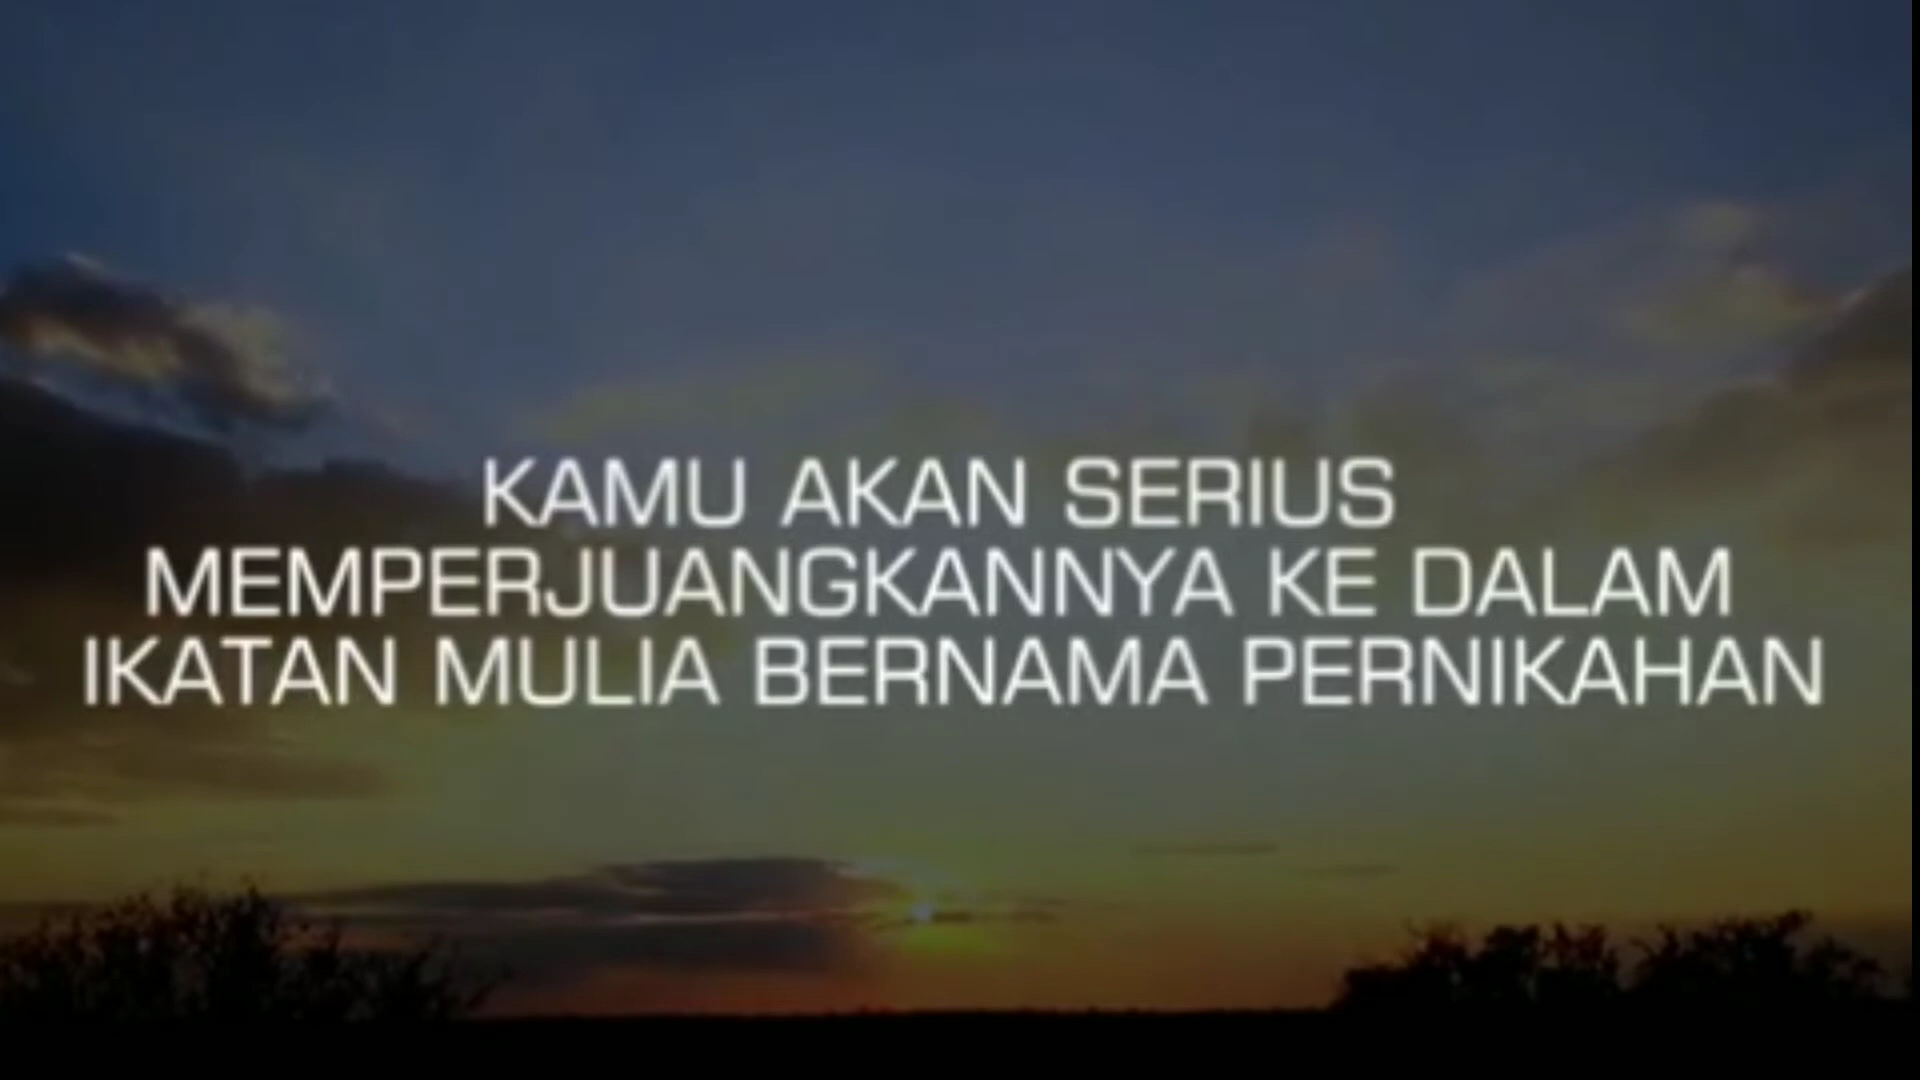 KAMU AKAN SERIUS
MEMPERJUANGKANNYA KE DALAM
IKATAN MULIA BERNAMA PERNIKAHAN